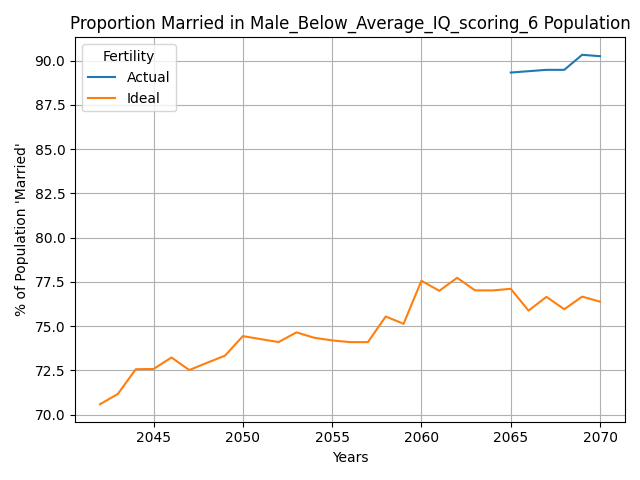 Proportion Married in Male_Below_Average_IQ_scoring_6 Population
Fertility
Actual
Ideal
% of Population 'Married'
90.0
87.5
85.0
82.5
80.0
77.5
75.0
72.5
70.0
2045 2050 2055 2060 2065 2070
Years